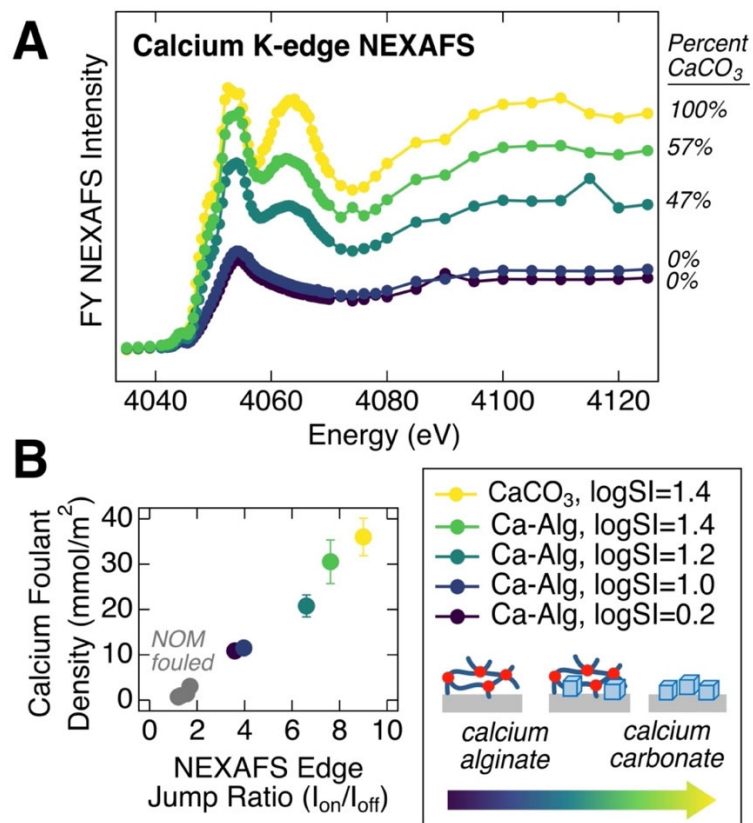 A
Calcium K-edge NEXAFS
Percent
CaCO₃
100%
57%
47%
0%
0%
FY NEXAFS Intensity
4040 4060 4080 4100 4120
Energy (eV)
B
Calcium Foulant
Density (mmol/m²)
40
30
20
10
0
NOM
fouled
0 2 4 6 8 10
NEXAFS Edge
Jump Ratio (Iₒₙ/Iₒff)
CaCO₃, logSI=1.4
Ca-Alg, logSI=1.4
Ca-Alg, logSI=1.2
Ca-Alg, logSI=1.0
Ca-Alg, logSI=0.2
calcium
alginate
calcium
carbonate